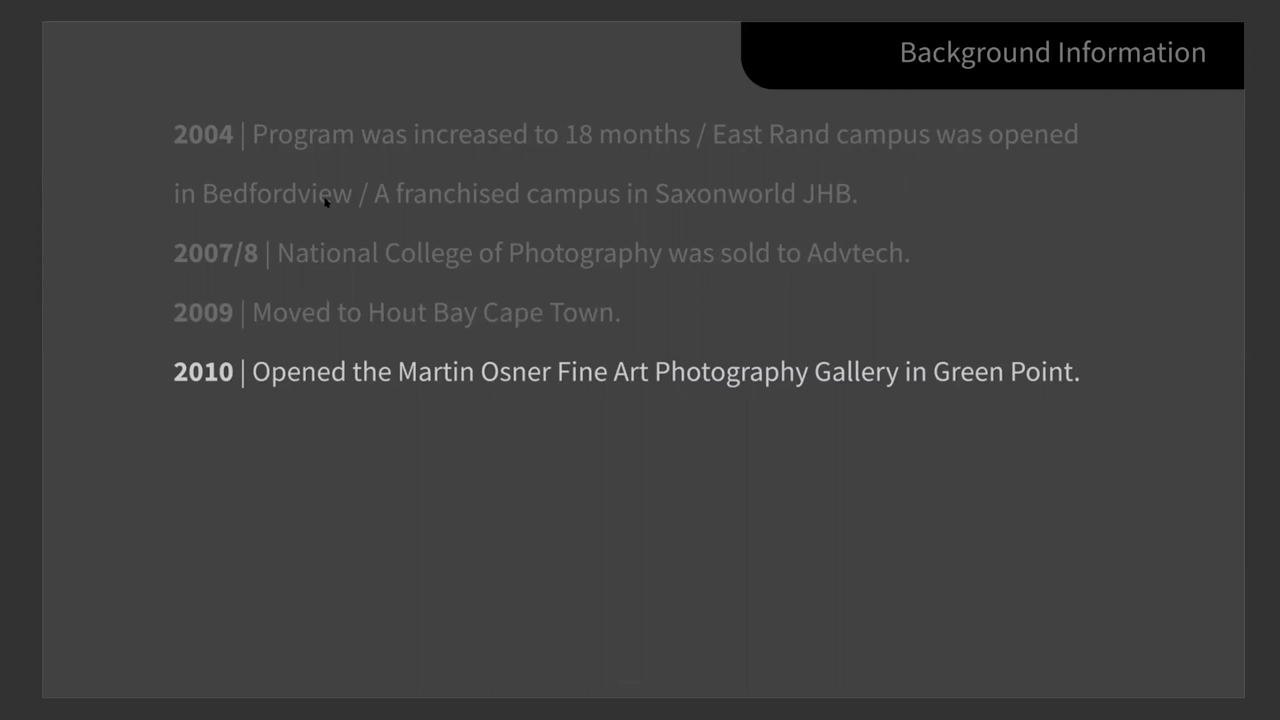 Background Information
2004 | Program was increased to 18 months / East Rand campus was opened
in Bedfordview / A franchised campus in Saxonworld JHB.
2007/8 | National College of Photography was sold to Advtech.
2009 | Moved to Hout Bay Cape Town.
2010 | Opened the Martin Osner Fine Art Photography Gallery in Green Point.